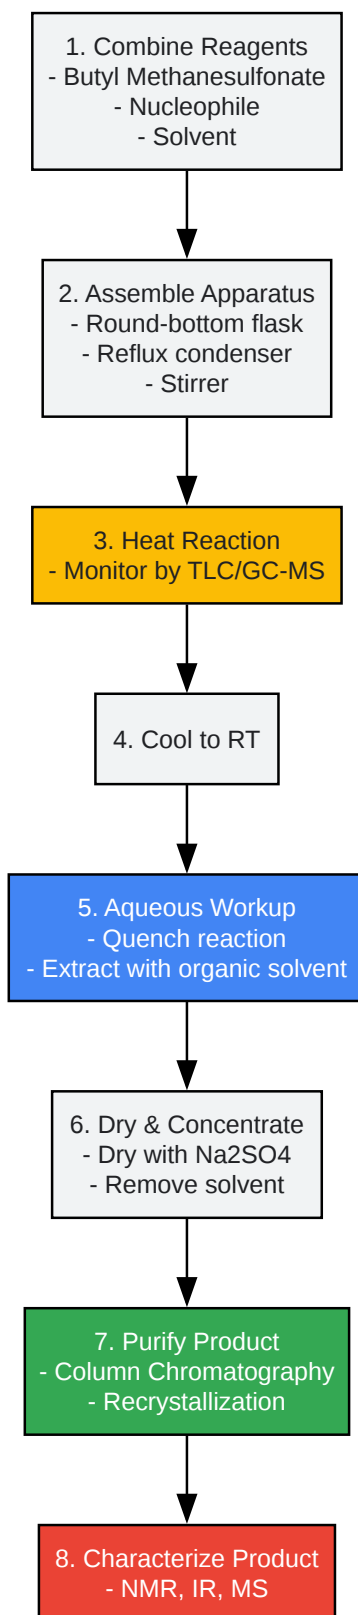 1. Combine Reagents
- Butyl Methanesulfonate
- Nucleophile
- Solvent
2. Assemble Apparatus
- Round-bottom flask
- Reflux condenser
- Stirrer
3. Heat Reaction
- Monitor by TLC/GC-MS
4. Cool to RT
5. Aqueous Workup
- Quench reaction
- Extract with organic solvent
6. Dry & Concentrate
- Dry with Na2SO4
- Remove solvent
7. Purify Product
- Column Chromatography
- Recrystallization
8. Characterize Product
- NMR, IR, MS